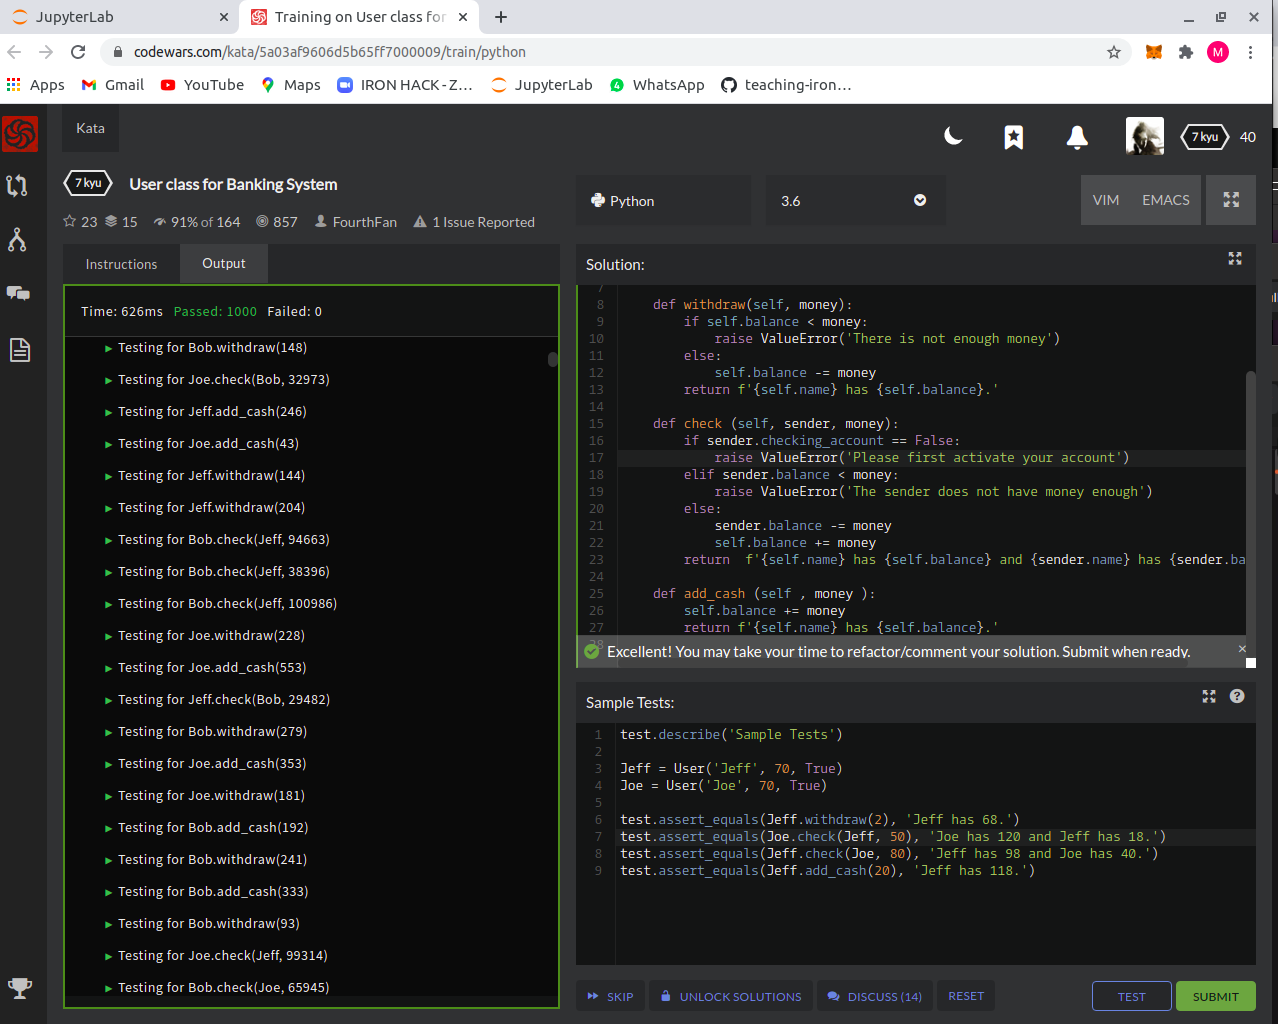 JupyterLab
Training on User class for
codewars.com/kata/5a03af9606d5b65ff7000009/train/python
M
Apps
Gmail
YouTube
Maps
IRON HACK - Z...
JupyterLab
WhatsApp
teaching-iron...
Kata
7 kyu
40
7 kyu
User class for Banking System
23
15
91% of 164
857
FourthFan
1 Issue Reported
Python
3.6
VIM
EMACS
Instructions
Output
Time: 626ms Passed: 1000 Failed: 0
Testing for Bob.withdraw(148)
Testing for Joe.check(Bob, 32973)
Testing for Jeff.add_cash(246)
Testing for Joe.add_cash(43)
Testing for Jeff.withdraw(144)
Testing for Jeff.withdraw(204)
Testing for Bob.check(Jeff, 94663)
Testing for Bob.check(Jeff, 38396)
Testing for Bob.check(Jeff, 100986)
Testing for Joe.withdraw(228)
Testing for Joe.add_cash(553)
Testing for Jeff.check(Bob, 29482)
Testing for Bob.withdraw(279)
Testing for Joe.add_cash(353)
Testing for Joe.withdraw(181)
Testing for Bob.add_cash(192)
Testing for Bob.withdraw(241)
Testing for Bob.add_cash(333)
Testing for Bob.withdraw(93)
Testing for Joe.check(Jeff, 99314)
Testing for Bob.check(Joe, 65945)
Solution:
7
8 def withdraw(self, money):
9 if self.balance < money:
10 raise ValueError('There is not enough money')
11 else:
12 self.balance -= money
13 return f'{self.name} has {self.balance}.'
14
15 def check (self, sender, money):
16 if sender.checking_account == False:
17 raise ValueError('Please first activate your account')
18 elif sender.balance < money:
19 raise ValueError('The sender does not have money enough')
20 else:
21 sender.balance -= money
22 self.balance += money
23 return  f'{self.name} has {self.balance} and {sender.name} has {sender.ba
24
25 def add_cash (self , money ):
26 self.balance += money
27 return f'{self.name} has {self.balance}.'
28
Excellent! You may take your time to refactor/comment your solution. Submit when ready.
Sample Tests:
1 test.describe('Sample Tests')
2
3 Jeff = User('Jeff', 70, True)
4 Joe = User('Joe', 70, True)
5
6 test.assert_equals(Jeff.withdraw(2), 'Jeff has 68.')
7 test.assert_equals(Joe.check(Jeff, 50), 'Joe has 120 and Jeff has 18.')
8 test.assert_equals(Jeff.check(Joe, 80), 'Jeff has 98 and Joe has 40.')
9 test.assert_equals(Jeff.add_cash(20), 'Jeff has 118.')
SKIP
UNLOCK SOLUTIONS
DISCUSS (14)
RESET
TEST
SUBMIT